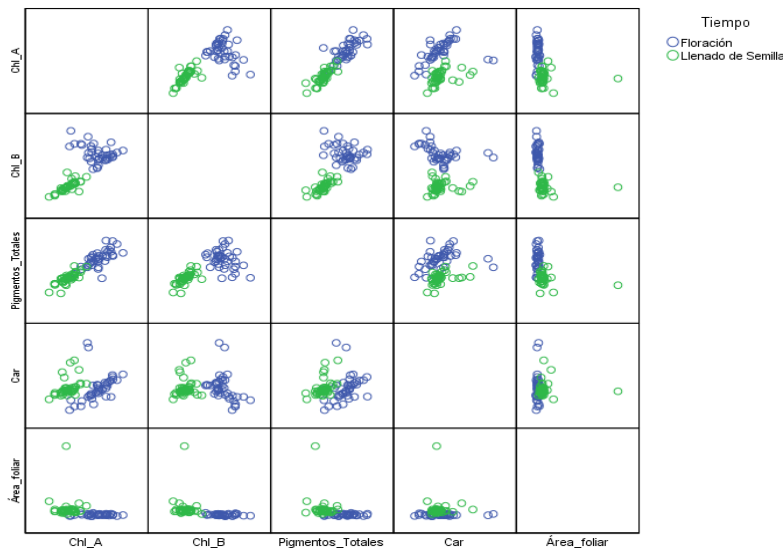 Tiempo
Floración
Llenado de Semilla
Chl_A
Chl_B
Pigmentos_Totales
Car
Área_foliar
Chl_A
Chl_B
Pigmentos_Totales
Car
Área_foliar